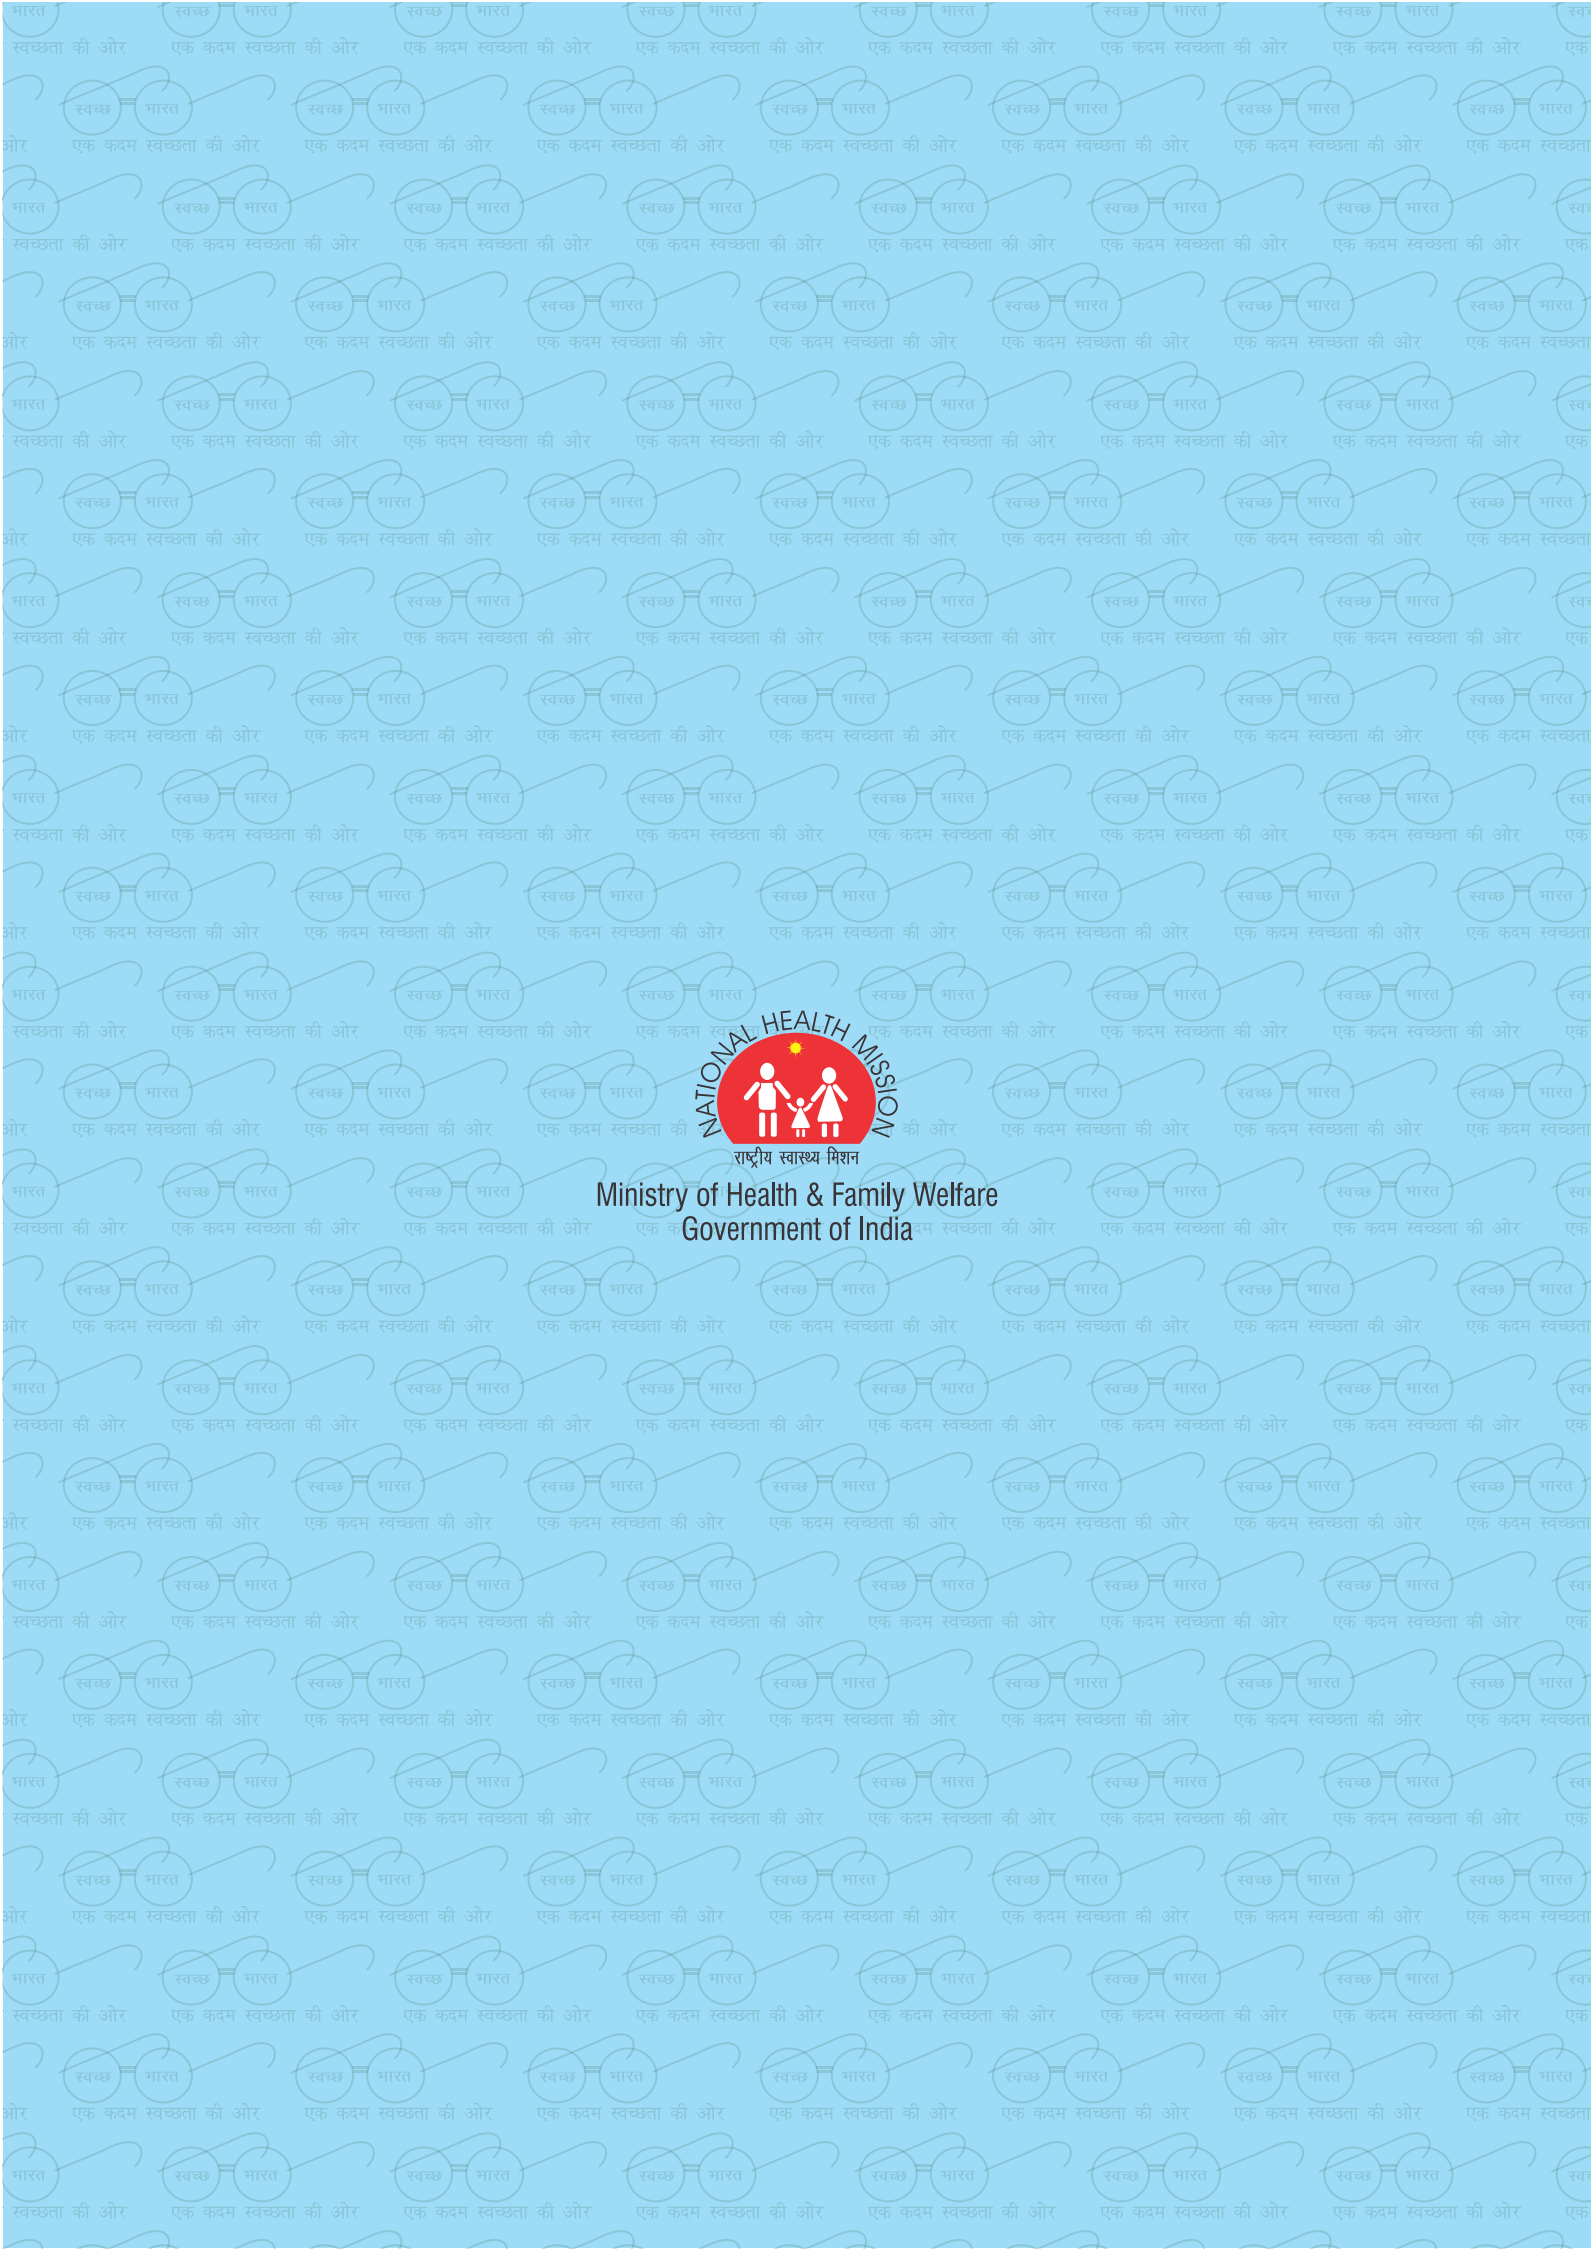 NATIONAL HEALTH MISSION
राष्ट्रीय स्वास्थ्य मिशन
Ministry of Health & Family Welfare
Government of India
स्वच्छ भारत
एक कदम स्वच्छता की ओर